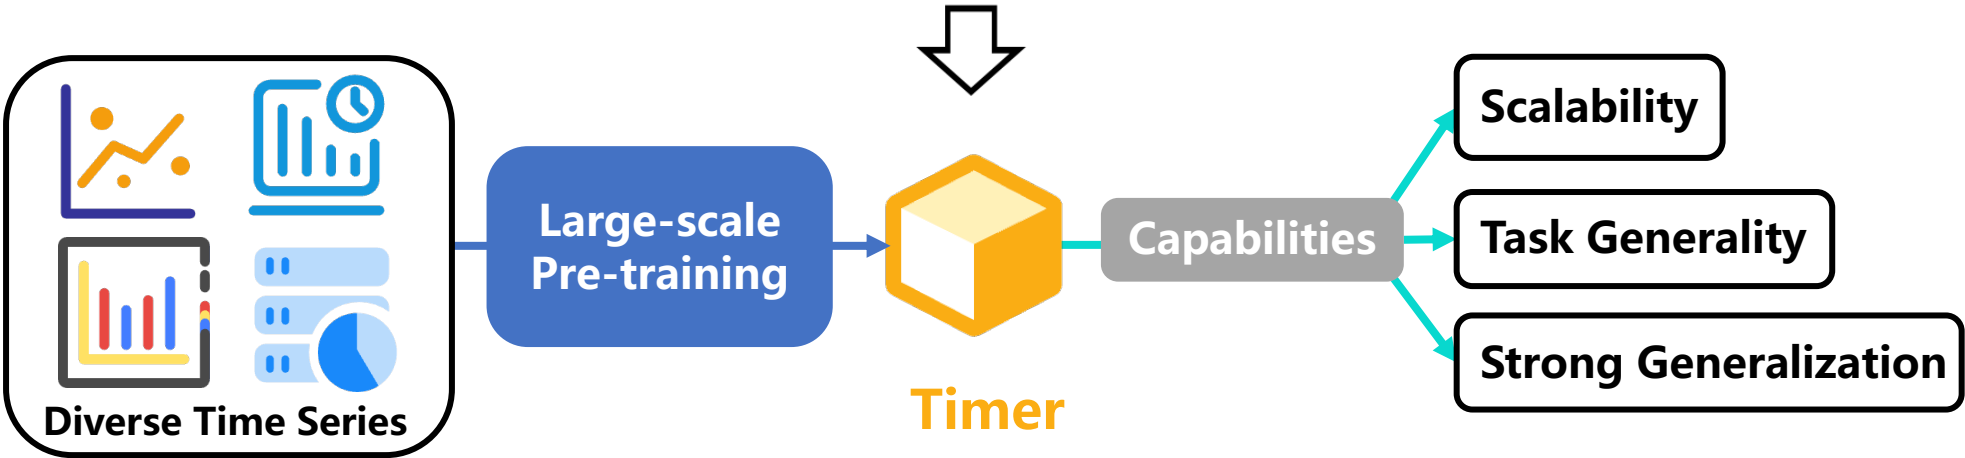 Diverse Time Series
Large-scale
Pre-training
Timer
Capabilities
Scalability
Task Generality
Strong Generalization